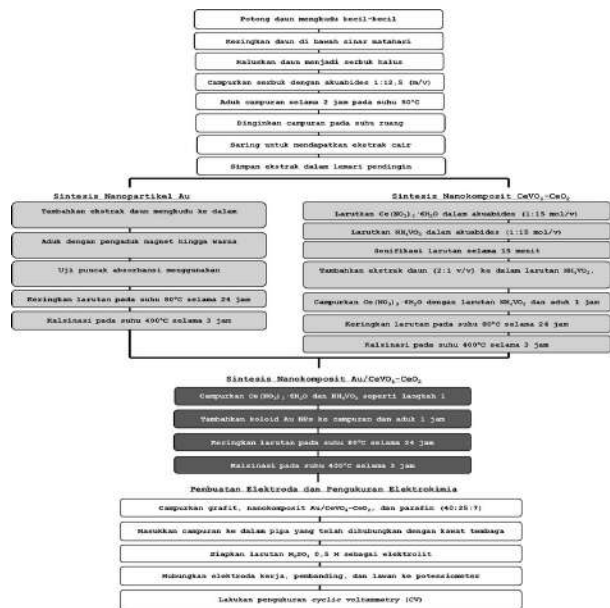 Potong daun mengkudu kecil-kecil
Keringkan daun di bawah sinar matahari
Haluskan daun menjadi serbuk halus
Campurkan serbuk dengan akuabides 1:12,5 (m/v)
Aduk campuran selama 2 jam pada suhu 80°C
Dinginkan campuran pada suhu ruang
Saring untuk mendapatkan ekstrak cair
Simpan ekstrak dalam lemari pendingin
Sintesis Nanopartikel Au
Tambahkan ekstrak daun mengkudu ke dalam
Aduk dengan pengaduk magnet hingga warna
Uji puncak absorbansi menggunakan
Keringkan larutan pada suhu 80°C selama 24 jam
Kalsinasi pada suhu 400°C selama 3 jam
Sintesis Nanokomposit CeVO₄-CeO₂
Larutkan Ce(NO₃)₃·6H₂O dalam akuabides (1:15 mol/v)
Larutkan NH₄VO₃ dalam akuabides (1:15 mol/v)
Sonifikasi larutan selama 15 menit
Tambahkan ekstrak daun (2:1 v/v) ke dalam larutan NH₄VO₃.
Campurkan Ce(NO₃)₃·6H₂O dengan larutan NH₄VO₃ dan aduk 1 jam
Keringkan larutan pada suhu 80°C selama 24 jam
Kalsinasi pada suhu 400°C selama 3 jam
Sintesis Nanokomposit Au/CeVO₄-CeO₂
Campurkan Ce(NO₃)₃·6H₂O dan NH₄VO₃ seperti langkah 1
Tambahkan koloid Au NPs ke campuran dan aduk 1 jam
Keringkan larutan pada suhu 80°C selama 24 jam
Kalsinasi pada suhu 400°C selama 3 jam
Pembuatan Elektroda dan Pengukuran Elektrokimia
Campurkan grafit, nanokomposit Au/CeVO₄-CeO₂, dan parafin (40:25:7)
Masukkan campuran ke dalam pipa yang telah dihubungkan dengan kawat tembaga
Siapkan larutan H₂SO₄ 0,5 M sebagai elektrolit
Hubungkan elektroda kerja, pembanding, dan lawan ke potensiometer
Lakukan pengukuran cyclic voltammetry (CV)